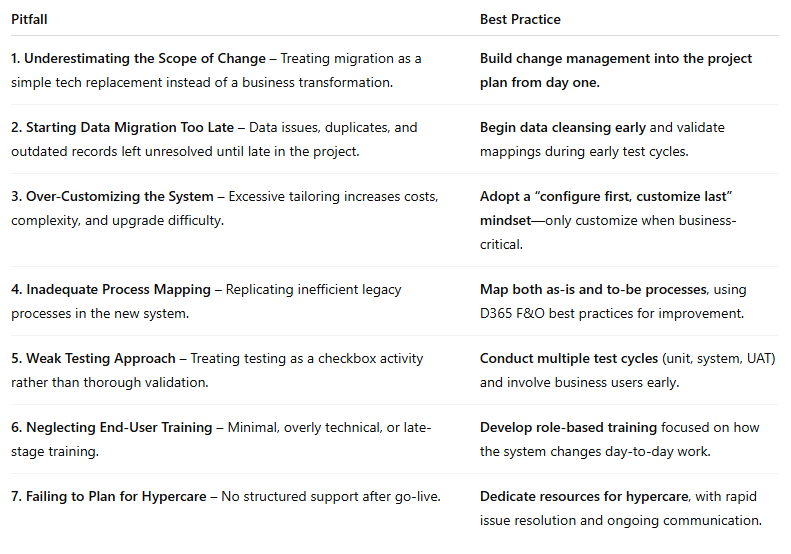 Pitfall
Best Practice
1. Underestimating the Scope of Change – Treating migration as a
simple tech replacement instead of a business transformation.
Build change management into the project
plan from day one.
2. Starting Data Migration Too Late – Data issues, duplicates, and
outdated records left unresolved until late in the project.
Begin data cleansing early and validate
mappings during early test cycles.
3. Over-Customizing the System – Excessive tailoring increases costs,
complexity, and upgrade difficulty.
Adopt a “configure first, customize last”
mindset—only customize when business-
critical.
4. Inadequate Process Mapping – Replicating inefficient legacy
processes in the new system.
Map both as-is and to-be processes, using
D365 F&O best practices for improvement.
5. Weak Testing Approach – Treating testing as a checkbox activity
rather than thorough validation.
Conduct multiple test cycles (unit, system, UAT)
and involve business users early.
6. Neglecting End-User Training – Minimal, overly technical, or late-
stage training.
Develop role-based training focused on how
the system changes day-to-day work.
7. Failing to Plan for Hypercare – No structured support after go-live.
Dedicate resources for hypercare, with rapid
issue resolution and ongoing communication.